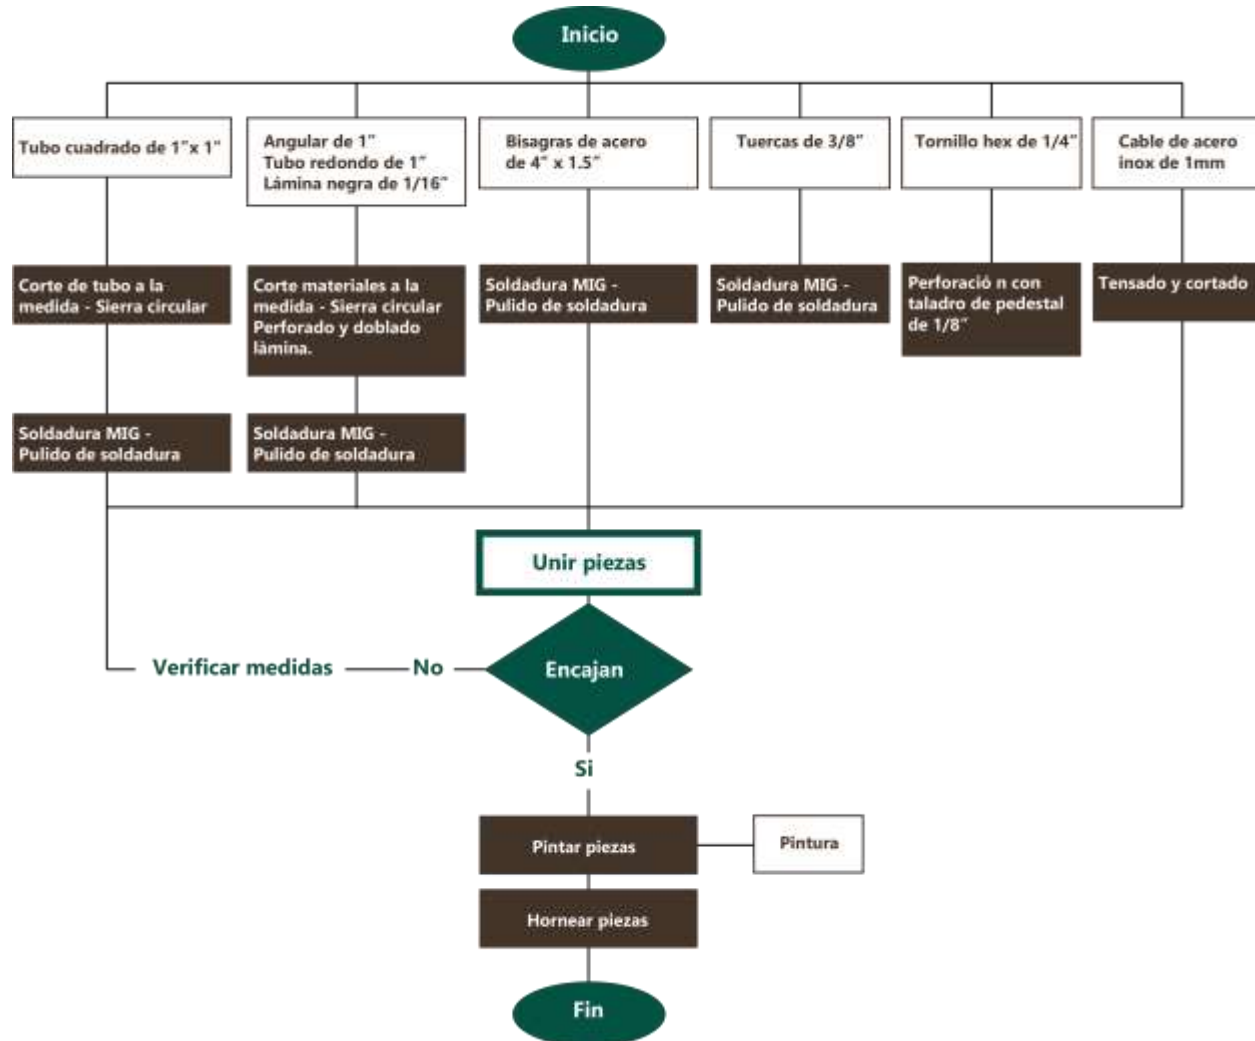 Inicio
Tubo cuadrado de 1"x 1"
Angular de 1"
Tubo redondo de 1"
Lámina negra de 1/16"
Bisagras de acero
de 4" x 1.5"
Tuercas de 3/8"
Tornillo hex de 1/4"
Cable de acero
inox de 1mm
Corte de tubo a la
medida - Sierra circular
Corte materiales a la
medida - Sierra circular
Perforado y doblado
làmina.
Soldadura MIG -
Pulido de soldadura
Soldadura MIG -
Pulido de soldadura
Perforació n con
taladro de pedestal
de 1/8"
Tensado y cortado
Soldadura MIG -
Pulido de soldadura
Soldadura MIG -
Pulido de soldadura
Unir piezas
Encajan
No
Verificar medidas
Si
Pintar piezas
Pintura
Hornear piezas
Fin